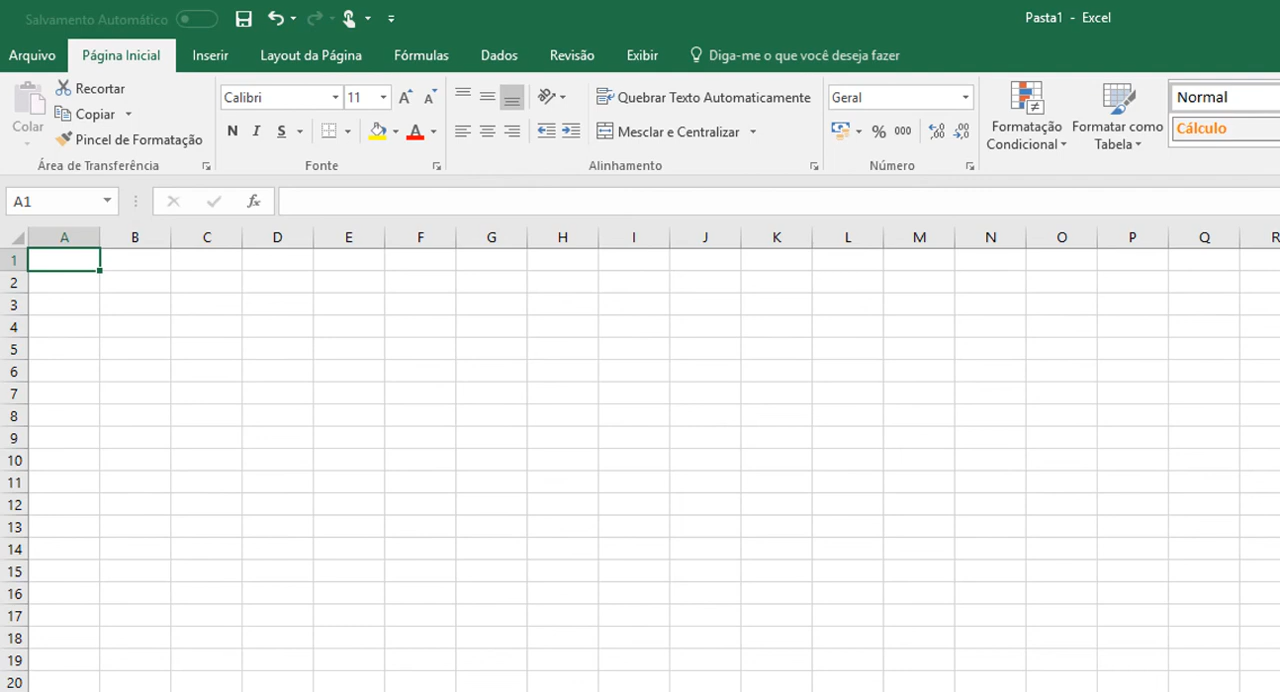 Salvamento Automático
Pasta1 - Excel
Arquivo Página Inicial Inserir Layout da Página Fórmulas Dados Revisão Exibir Diga-me o que você deseja fazer
Colar
Recortar
Copiar
Pincel de Formatação
Área de Transferência
Calibri 11
N I S A
Fonte
Quebrar Texto Automaticamente
Mesclar e Centralizar
Alinhamento
Geral
% 000 ,00 ,00
Número
Formatação
Condicional
Formatar como
Tabela
Normal
Cálculo
A1 fx
A B C D E F G H I J K L M N O P Q R
1
2
3
4
5
6
7
8
9
10
11
12
13
14
15
16
17
18
19
20